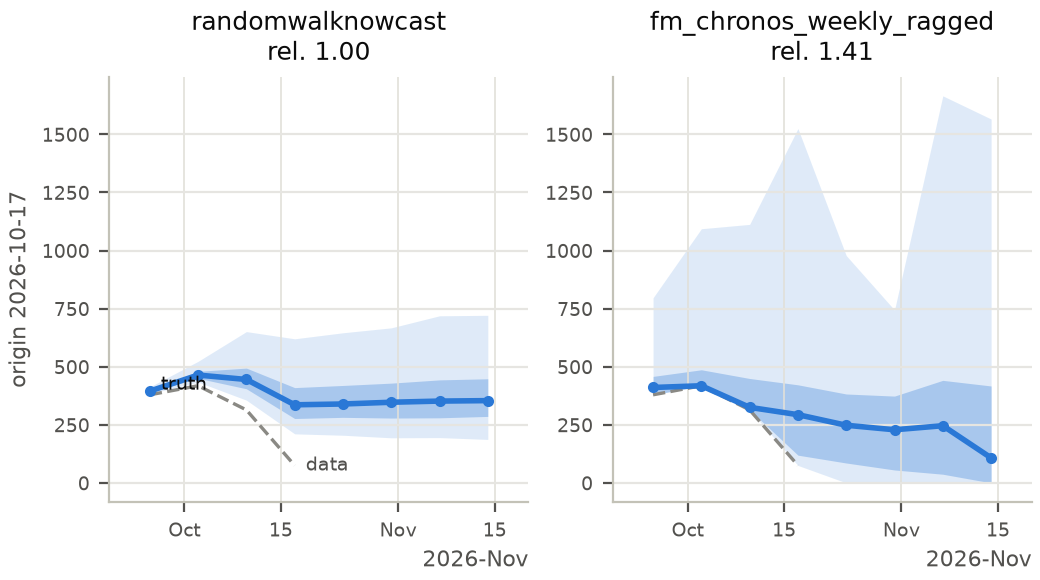 randomwalknowcast
rel. 1.00
fm_chronos_weekly_ragged
rel. 1.41
origin 2026-10-17
1500
1250
1000
750
500
250
0
truth
data
Oct
15
Nov
15
2026-Nov
1500
1250
1000
750
500
250
0
Oct
15
Nov
15
2026-Nov